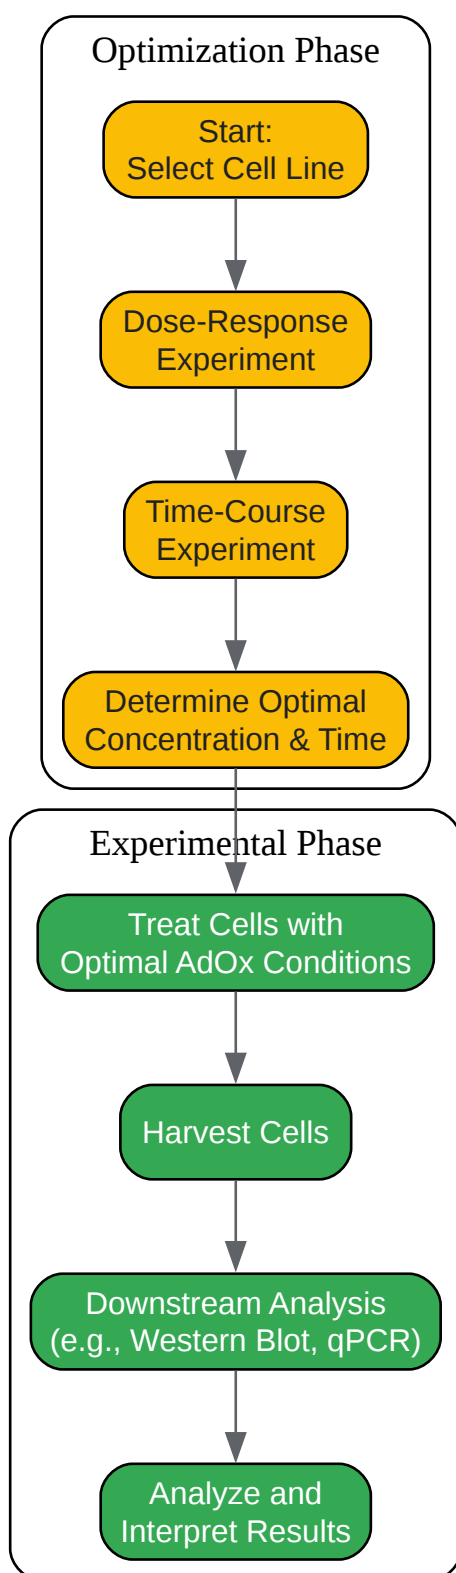 Optimization Phase
Start:
Select Cell Line
Dose-Response
Experiment
Time-Course
Experiment
Determine Optimal
Concentration & Time
Experimental Phase
Treat Cells with
Optimal AdOx Conditions
Harvest Cells
Downstream Analysis
(e.g., Western Blot, qPCR)
Analyze and
Interpret Results